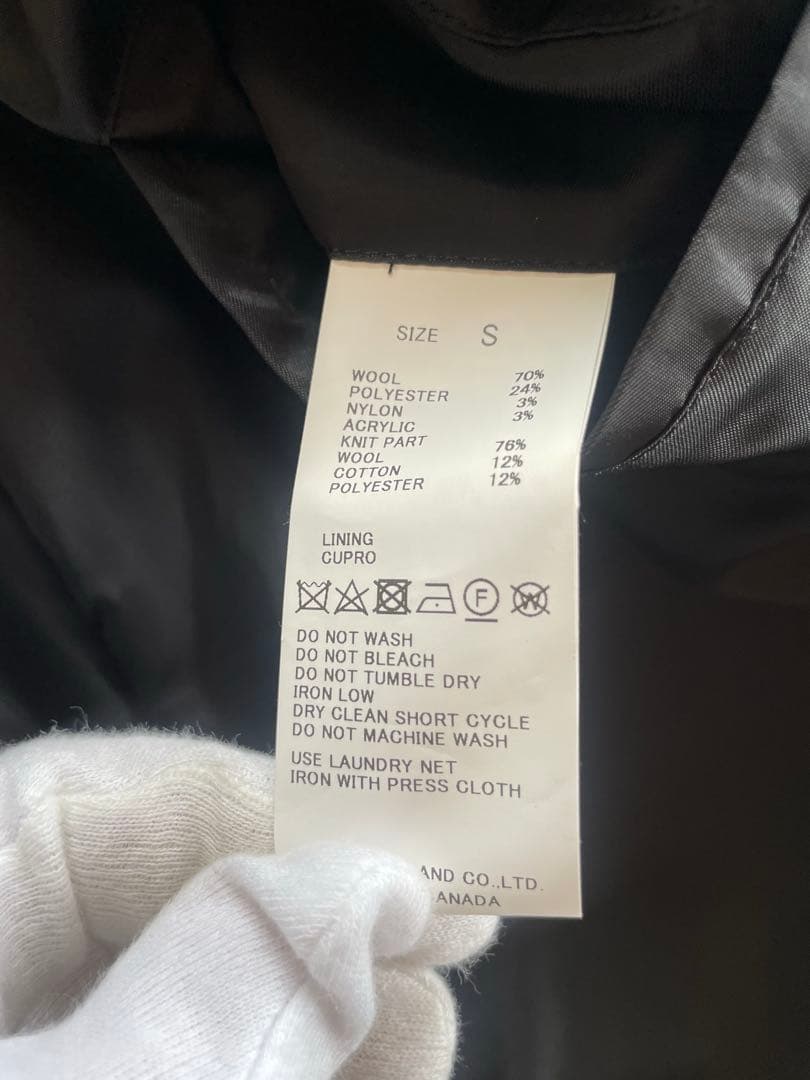 SIZE S
WOOL 70%
POLYESTER 24%
NYLON 3%
ACRYLIC 3%
KNIT PART
WOOL 76%
COTTON 12%
POLYESTER 12%
LINING
CUPRO
F
W
DO NOT WASH
DO NOT BLEACH
DO NOT TUMBLE DRY
IRON LOW
DRY CLEAN SHORT CYCLE
DO NOT MACHINE WASH
USE LAUNDRY NET
IRON WITH PRESS CLOTH
AND CO.,LTD.
ANADA